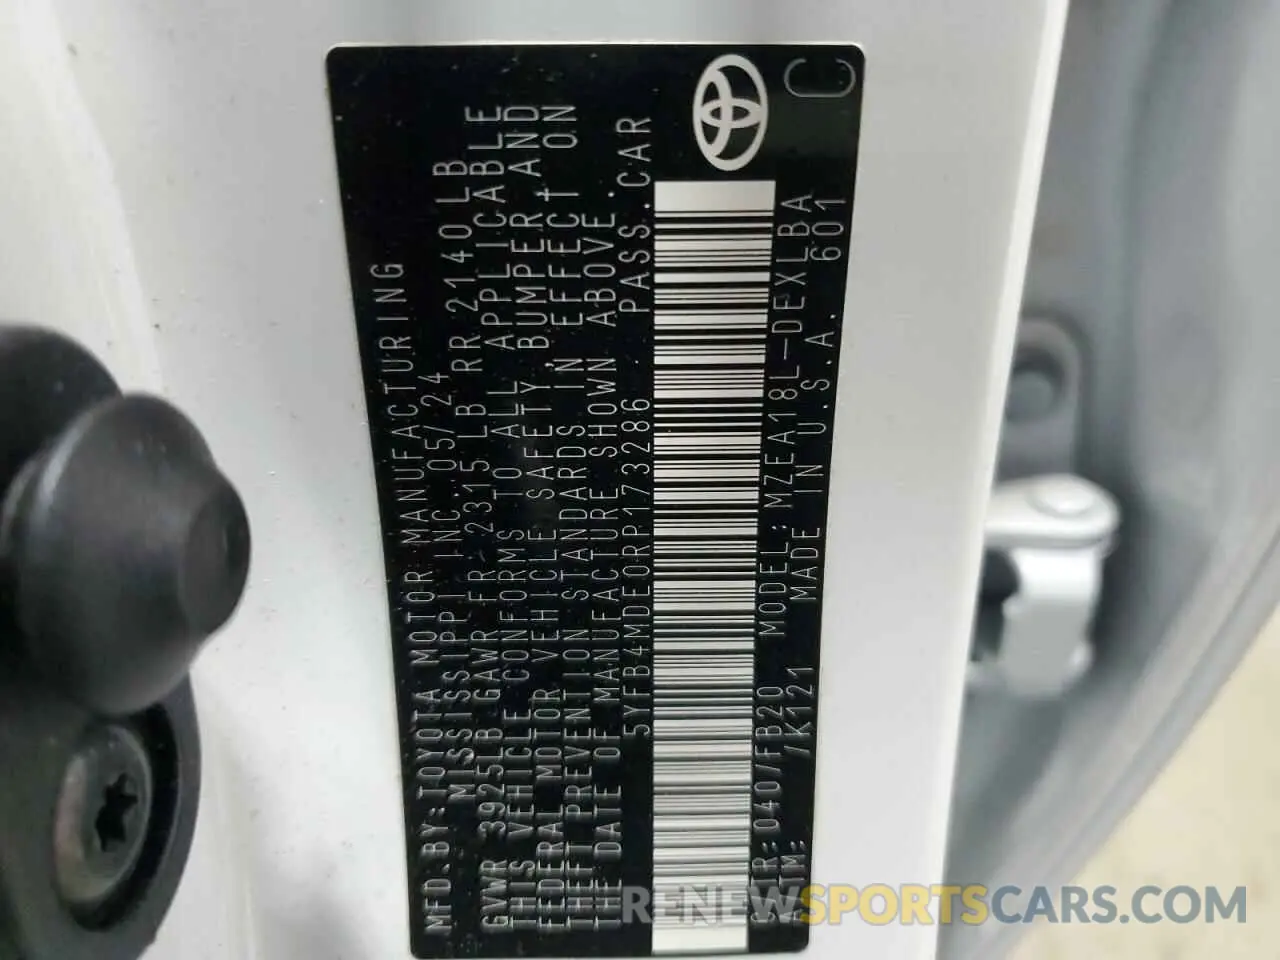 MFD.BY:TOYOTA MOTOR MANUFACTURING
MISSISSIPPI INC. 05/24
GVWR 3925LB GAWR FR 2315LB RR 2140LB
THIS VEHICLE CONFORMS TO ALL APPLICABLE
FEDERAL MOTOR VEHICLE SAFETY, BUMPER, AND
THEFT PREVENTION STANDARDS IN EFFECT ON
THE DATE OF MANUFACTURE SHOWN ABOVE.
5YFB4MDE0RP173286 PASS.CAR
C/TR:040/FB20 MODEL:MZEA18L-DEXLBA
A/TM: /K121 MADE IN U.S.A. 601
C
RENEWSPORTSCARS.COM